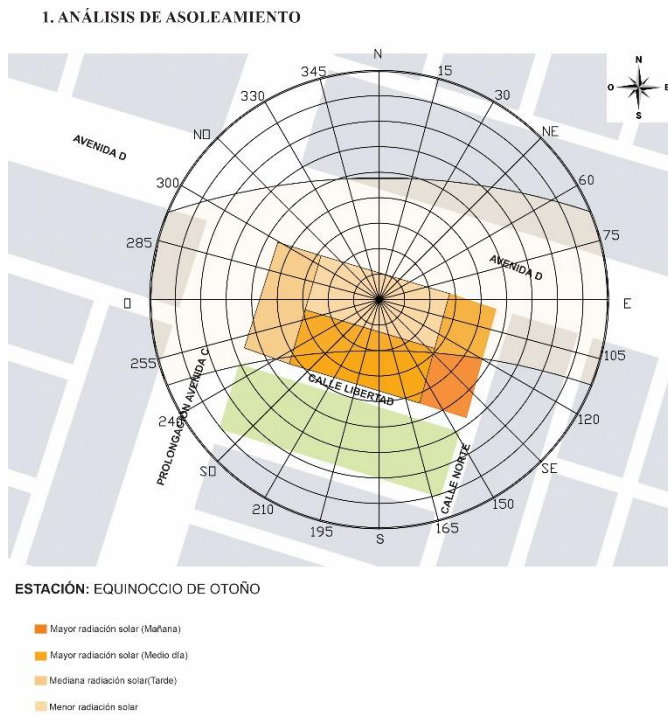 1. ANÁLISIS DE ASOLEAMIENTO
N
345
15
330
30
N
O
E
S
NO
NE
AVENIDA D
300
60
285
75
AVENIDA D
O
E
255
105
CALLE LIBERTAD
PROLONGACIÓN AVENIDA C
240
120
SO
SE
CALLE NORTE
210
150
195
165
S
ESTACIÓN: EQUINOCCIO DE OTOÑO
Mayor radiación solar (Mañana)
Mayor radiación solar (Medio día)
Mediana radiación solar(Tarde)
Menor radiación solar